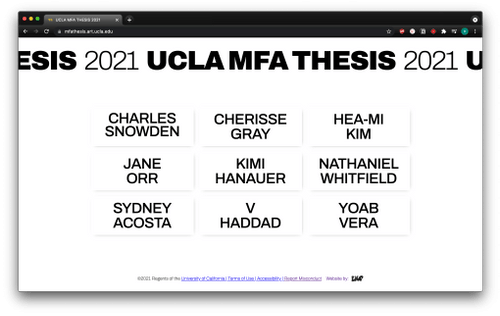 UCLA MFA THESIS 2021
mfathesis.art.ucla.edu
ESIS 2021 UCLA MFA THESIS 2021 U
CHARLES
SNOWDEN
CHERISSE
GRAY
HEA-MI
KIM
JANE
ORR
KIMI
HANAUER
NATHANIEL
WHITFIELD
SYDNEY
ACOSTA
V
HADDAD
YOAB
VERA
©2021 Regents of the University of California | Terms of Use | Accessibility | Report Misconduct Website by